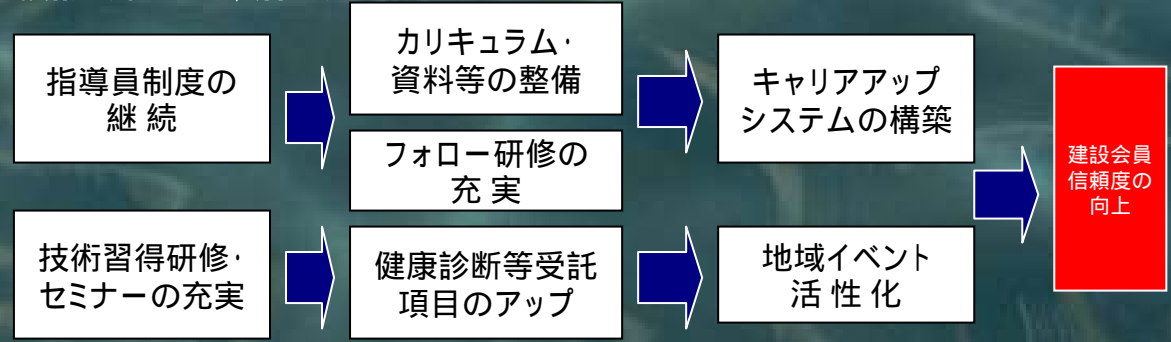 指導員制度の
継 続
カリキュラム・
資料等の整備
フォロー研修の
充 実
キャリアアップ
システムの構築
技術習得研修・
セミナーの充実
健康診断等受託
項目のアップ
地域イベント
活 性 化
建設会員
信頼度の
向上